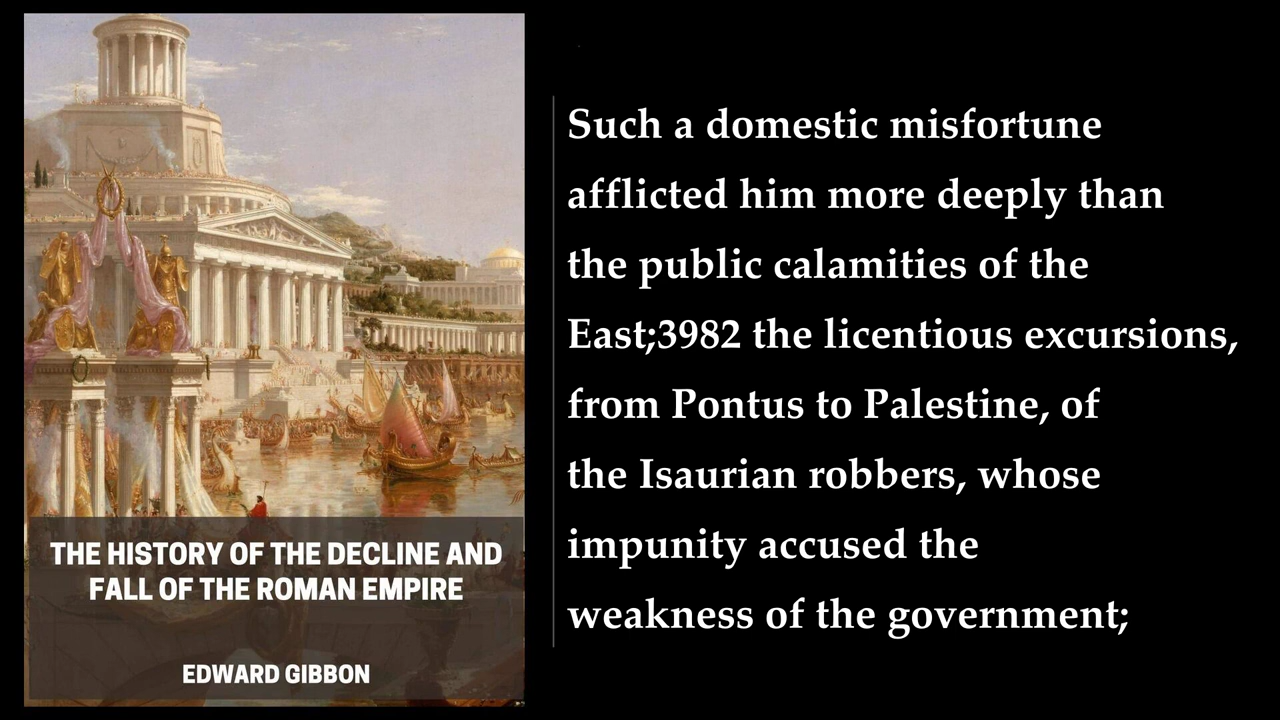 THE HISTORY OF THE DECLINE AND
FALL OF THE ROMAN EMPIRE
EDWARD GIBBON
Such a domestic misfortune
afflicted him more deeply than
the public calamities of the
East;3982 the licentious excursions,
from Pontus to Palestine, of
the Isaurian robbers, whose
impunity accused the
weakness of the government;